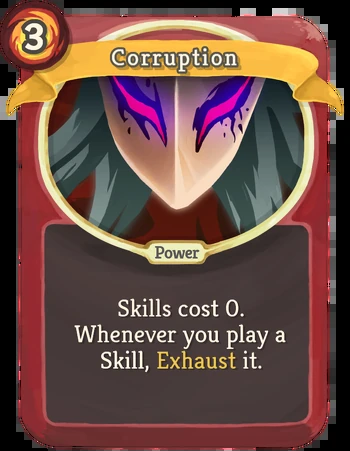 3
Corruption
Power
Skills cost 0.
Whenever you play a
Skill, Exhaust it.